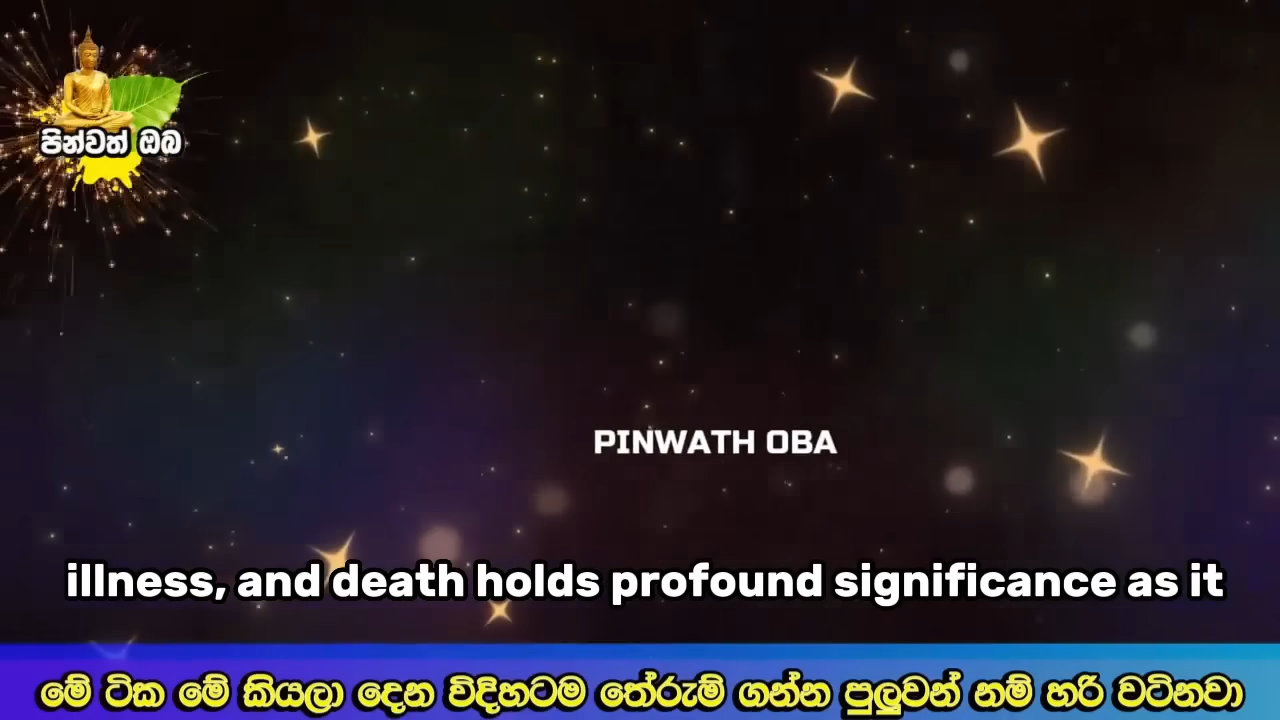 පින්වත් ඔබ
PINWATH OBA
illness, and death holds profound significance as it
මේ ටික මේ කියලා දෙන විදිහටම තේරුම් ගන්න පුලුවන් නම් හරි වටිනවා